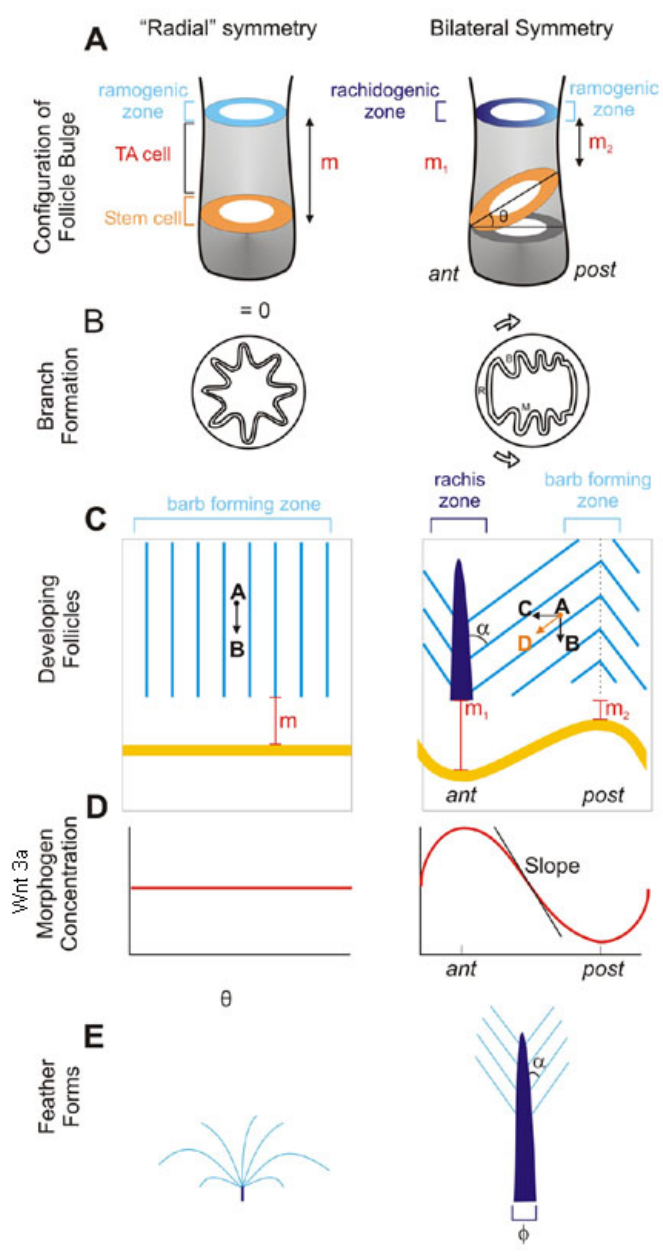 "Radial" symmetry
Bilateral Symmetry
A
Configuration of
Follicle Bulge
ramogenic
zone
TA cell
Stem cell
m
rachidogenic
zone
ramogenic
zone
m1
m2
θ
ant
post
= 0
B
Branch
Formation
B
R
M
rachis
zone
barb forming
zone
C
barb forming zone
Developing
Follicles
A
B
m
α
C
A
D
B
m1
m2
ant
post
D
Wnt 3a
Morphogen
Concentration
Slope
ant
post
θ
E
Feather
Forms
α
ϕ